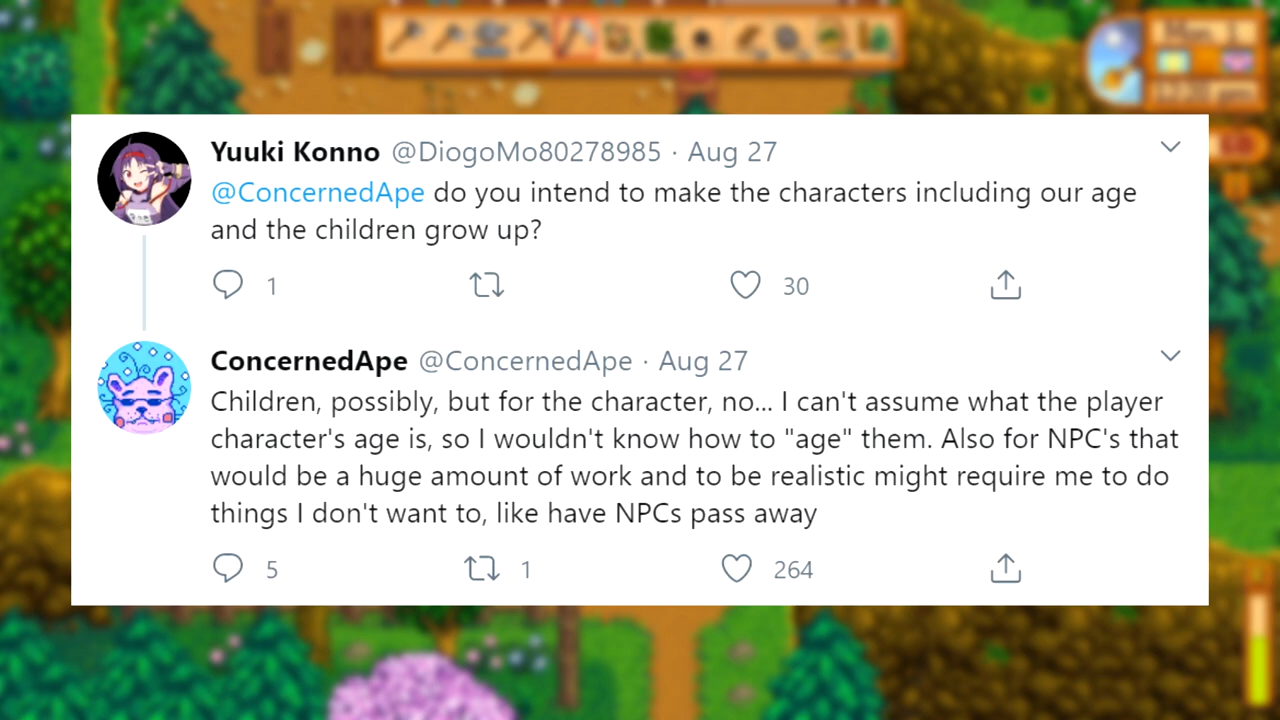 Yuuki Konno @DiogoMo80278985 · Aug 27
@ConcernedApe do you intend to make the characters including our age
and the children grow up?
1
30
ConcernedApe @ConcernedApe · Aug 27
Children, possibly, but for the character, no... I can't assume what the player
character's age is, so I wouldn't know how to "age" them. Also for NPC's that
would be a huge amount of work and to be realistic might require me to do
things I don't want to, like have NPCs pass away
5
1
264